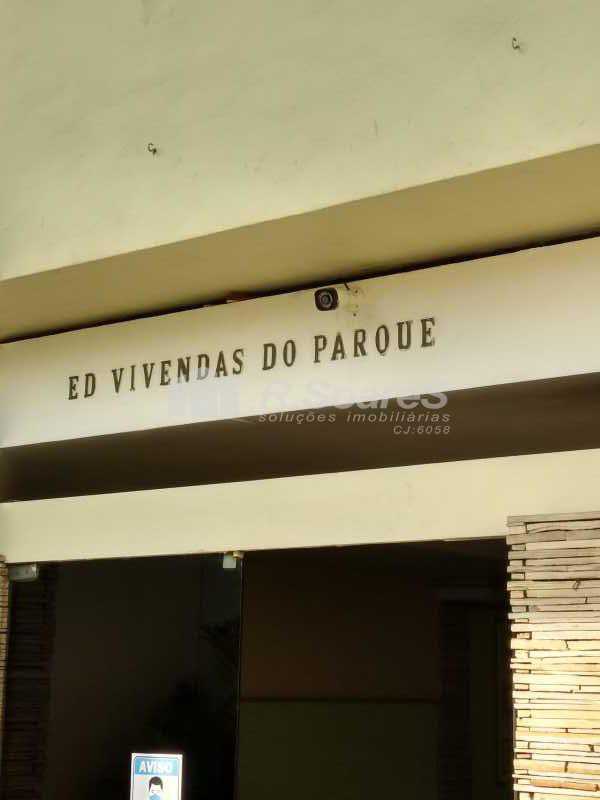 ED VIVENDAS DO PARQUE
R.Soares
soluções imobiliárias
CJ:6058
AVISO